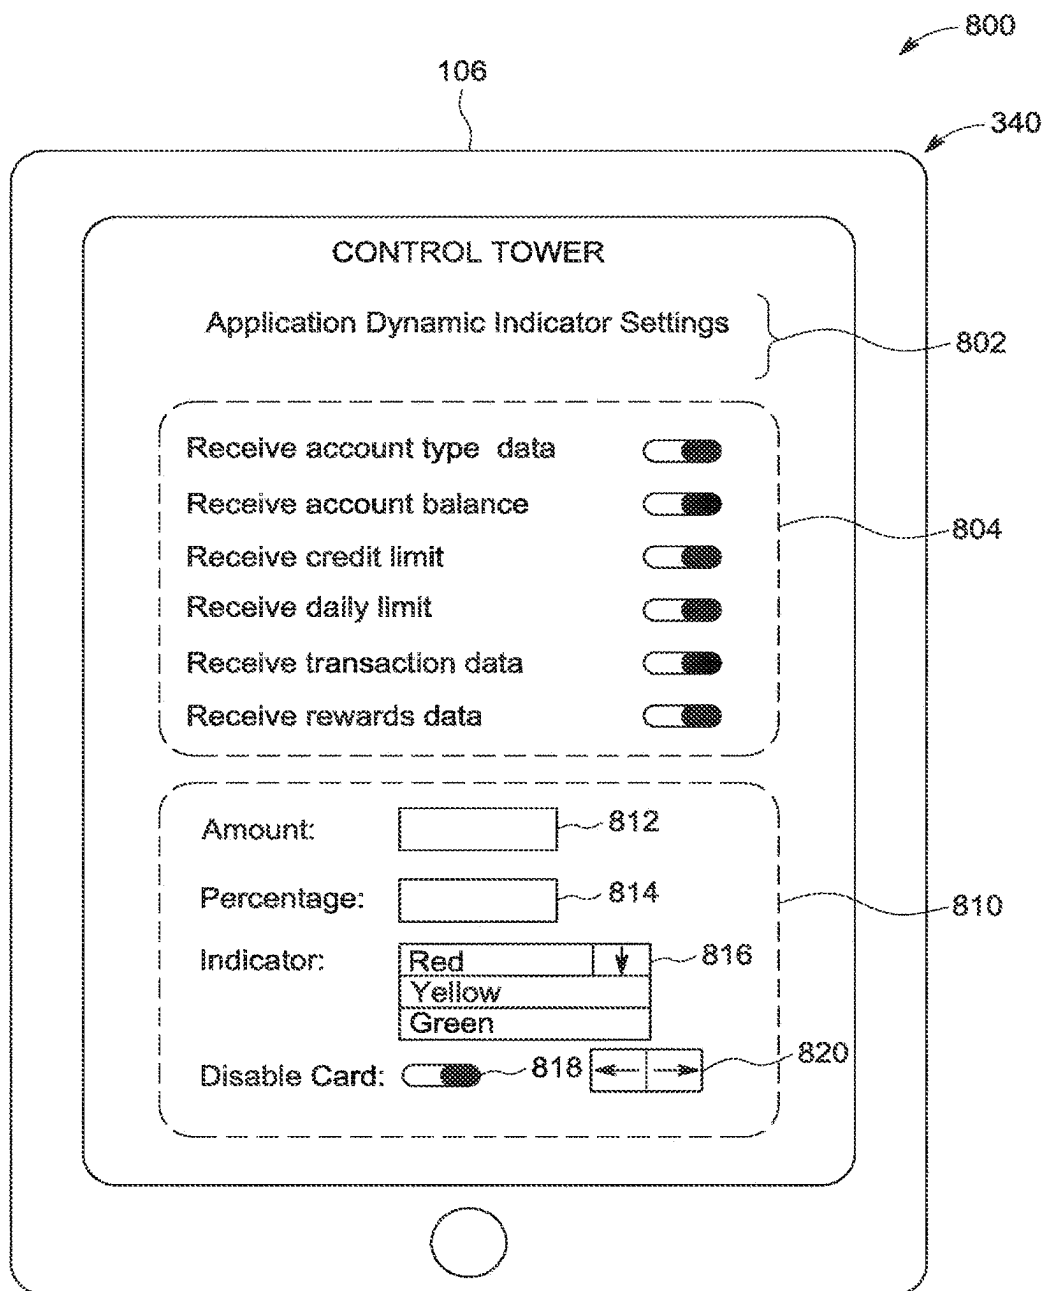 800
106
340
CONTROL TOWER
Application Dynamic Indicator Settings
802
Receive account type data
Receive account balance
804
Receive credit limit
Receive daily limit
Receive transaction data
Receive rewards data
Amount: 812
Percentage: 814
810
Indicator: Red 816
Yellow
Green
Disable Card: 818 820